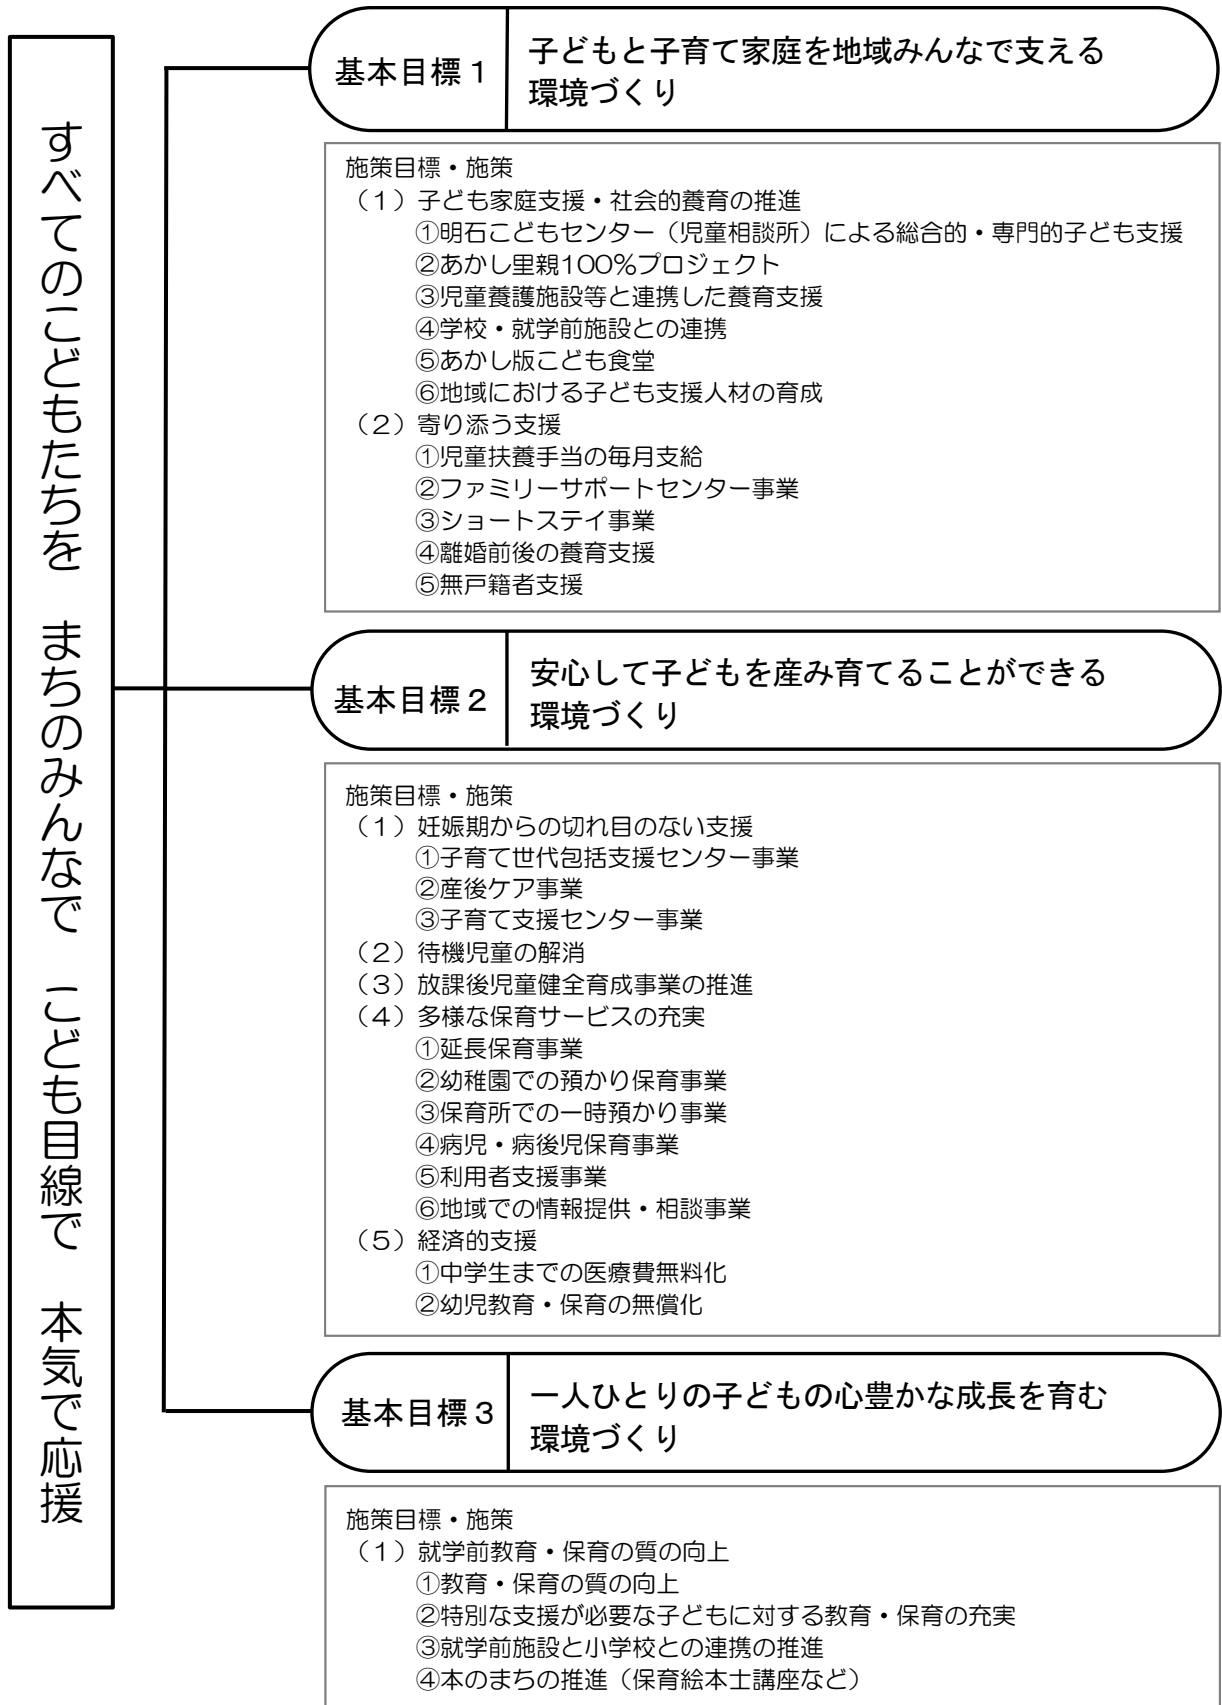 すべてのこどもたちを　まちのみんなで　こども目線で　本気で応援
基本目標１
子どもと子育て家庭を地域みんなで支える
環境づくり
施策目標・施策
（１）子ども家庭支援・社会的養育の推進
①明石こどもセンター（児童相談所）による総合的・専門的子ども支援
②あかし里親100％プロジェクト
③児童養護施設等と連携した養育支援
④学校・就学前施設との連携
⑤あかし版こども食堂
⑥地域における子ども支援人材の育成
（２）寄り添う支援
①児童扶養手当の毎月支給
②ファミリーサポートセンター事業
③ショートステイ事業
④離婚前後の養育支援
⑤無戸籍者支援
基本目標２
安心して子どもを産み育てることができる
環境づくり
施策目標・施策
（１）妊娠期からの切れ目のない支援
①子育て世代包括支援センター事業
②産後ケア事業
③子育て支援センター事業
（２）待機児童の解消
（３）放課後児童健全育成事業の推進
（４）多様な保育サービスの充実
①延長保育事業
②幼稚園での預かり保育事業
③保育所での一時預かり事業
④病児・病後児保育事業
⑤利用者支援事業
⑥地域での情報提供・相談事業
（５）経済的支援
①中学生までの医療費無料化
②幼児教育・保育の無償化
基本目標３
一人ひとりの子どもの心豊かな成長を育む
環境づくり
施策目標・施策
（１）就学前教育・保育の質の向上
①教育・保育の質の向上
②特別な支援が必要な子どもに対する教育・保育の充実
③就学前施設と小学校との連携の推進
④本のまちの推進（保育絵本士講座など）